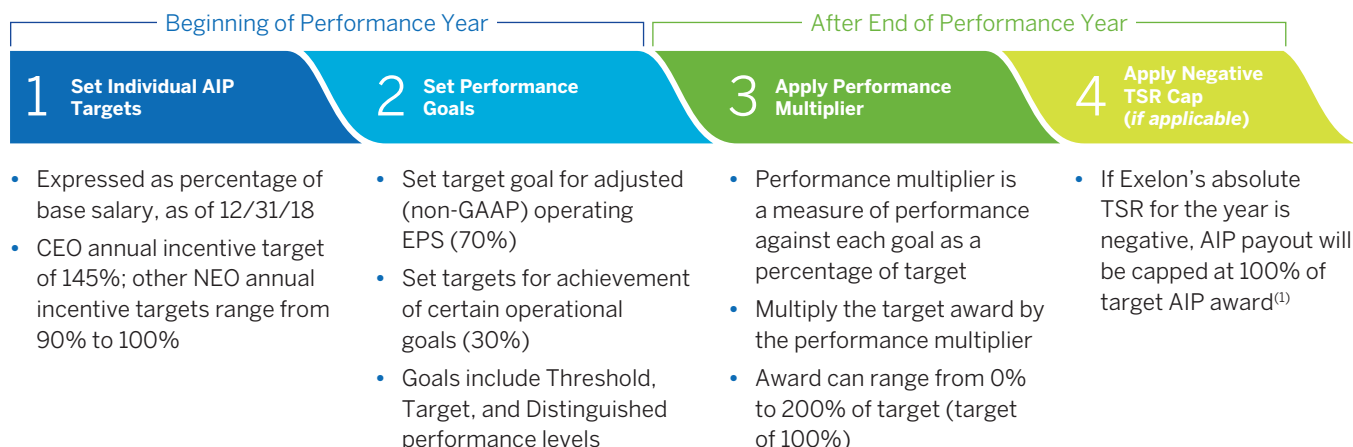 Beginning of Performance Year
After End of Performance Year
1 Set Individual AIP
Targets
2 Set Performance
Goals
3 Apply Performance
Multiplier
4 Apply Negative
TSR Cap
(if applicable)
• Expressed as percentage of
base salary, as of 12/31/18
• CEO annual incentive target
of 145%; other NEO annual
incentive targets range from
90% to 100%
• Set target goal for adjusted
(non-GAAP) operating
EPS (70%)
• Set targets for achievement
of certain operational
goals (30%)
• Goals include Threshold,
Target, and Distinguished
performance levels
• Performance multiplier is
a measure of performance
against each goal as a
percentage of target
• Multiply the target award by
the performance multiplier
• Award can range from 0%
to 200% of target (target
of 100%)
• If Exelon’s absolute
TSR for the year is
negative, AIP payout will
be capped at 100% of
target AIP award(1)